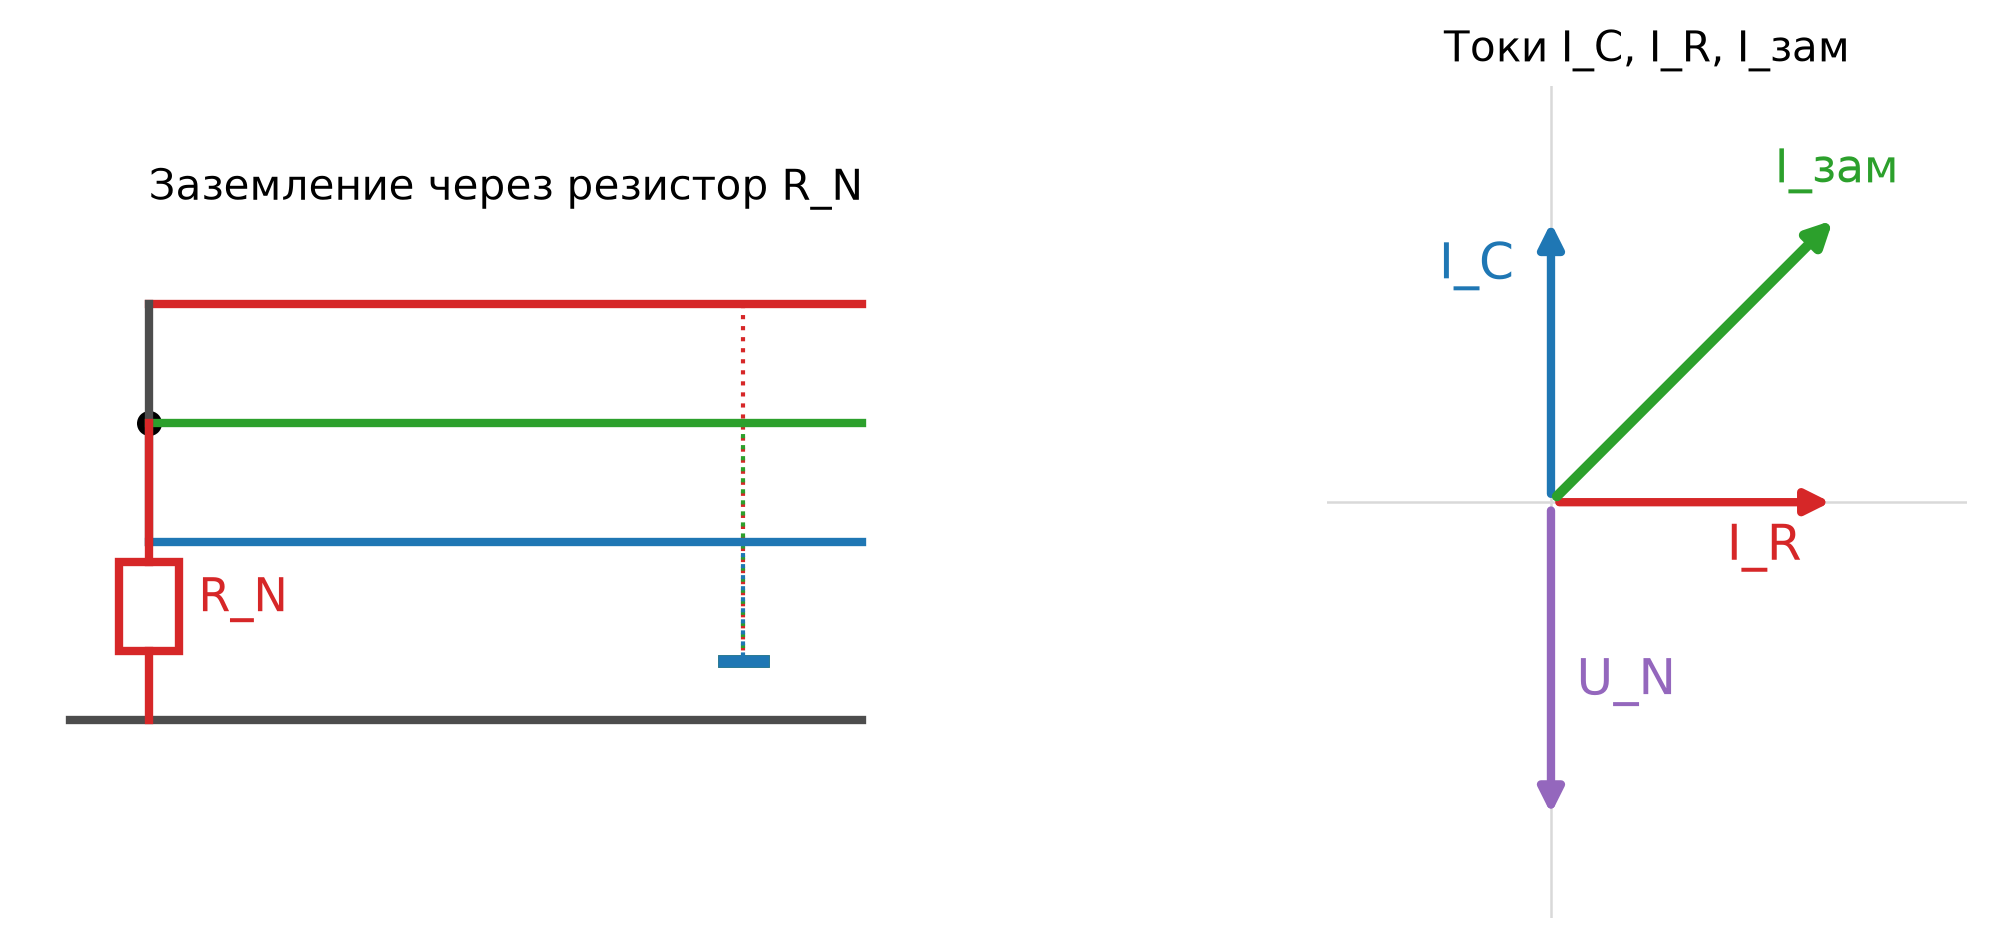 Заземление через резистор R_N
R_N
Токи I_C, I_R, I_зам
I_зам
I_C
I_R
U_N